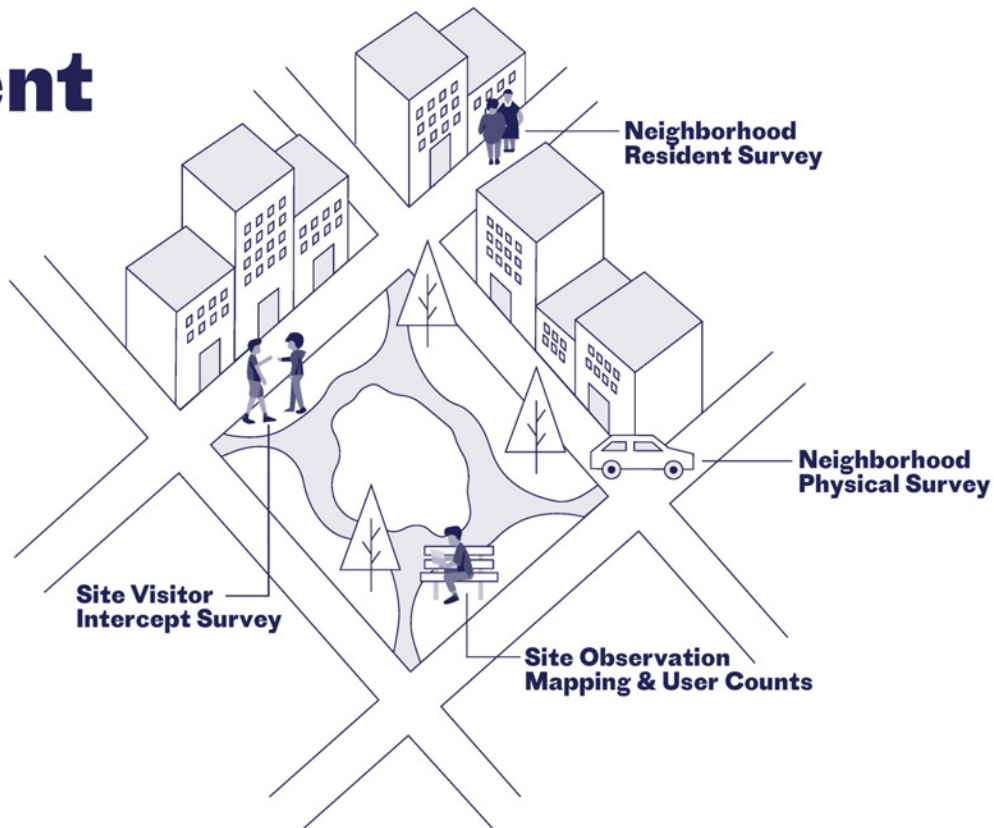 ent
Neighborhood
Resident Survey
Neighborhood
Physical Survey
Site Visitor
Intercept Survey
Site Observation
Mapping & User Counts